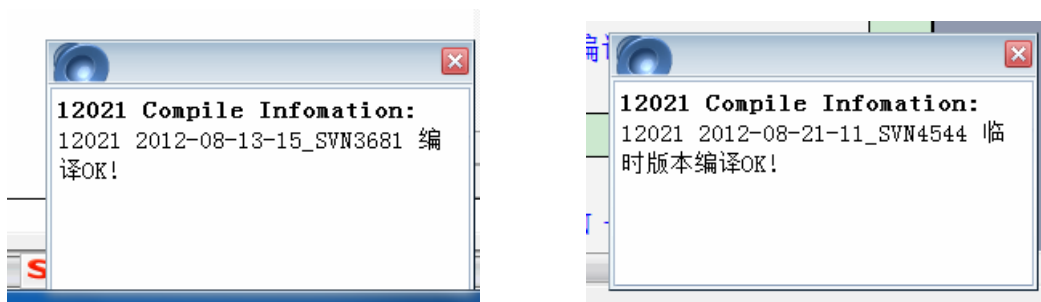 12021 Compile Infomation:
12021 2012-08-13-15_SVN3681 编
译OK!
S
编
12021 Compile Infomation:
12021 2012-08-21-11_SVN4544 临
时版本编译OK!